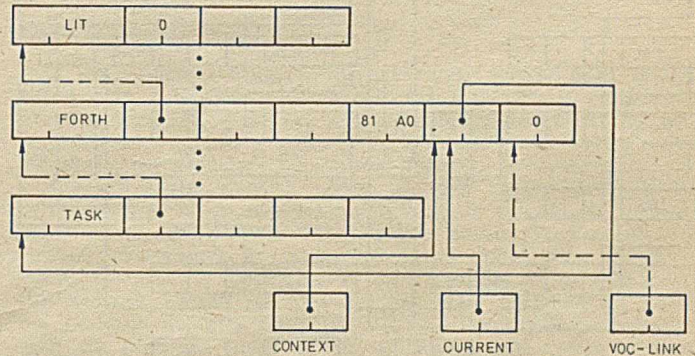 LIT 0
FORTH 81 A0 0
TASK
CONTEXT CURRENT VOC-LINK